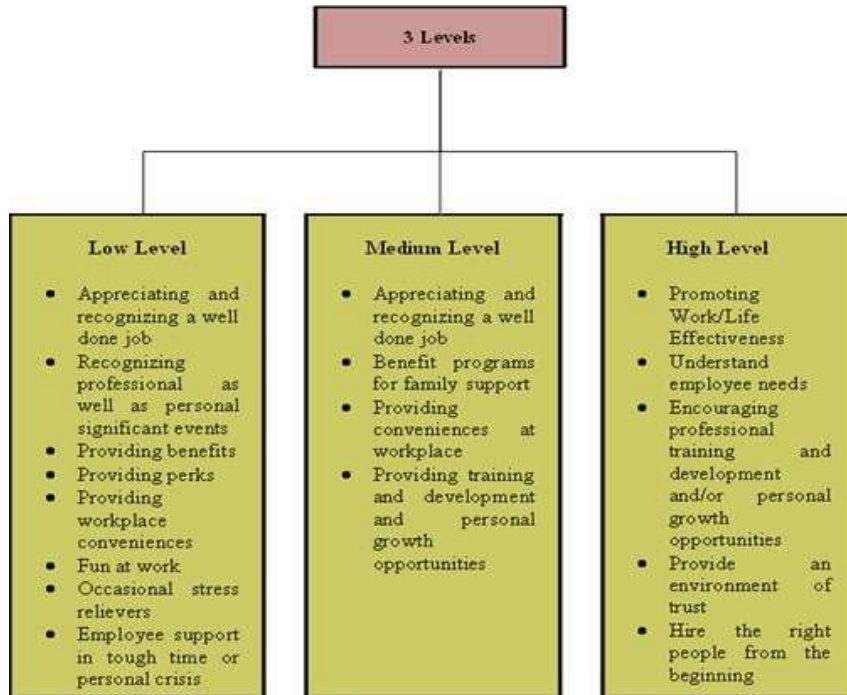 3 Levels
Low Level
Appreciating and
recognizing a well
done job
Recognizing
professional as
well as personal
significant events
Providing benefits
Providing perks
Providing
workplace
conveniences
Fun at work
Occasional stress
relievers
Employee support
in tough time or
personal crisis
Medium Level
Appreciating and
recognizing a well
done job
Benefit programs
for family support
Providing
conveniences at
workplace
Providing training
and development
and personal
growth
opportunities
High Level
Promoting
Work/Life
Effectiveness
Understand
employee needs
Encouraging
professional
training and
development
and/or personal
growth
opportunities
Provide an
environment of
trust
Hire the right
people from the
beginning